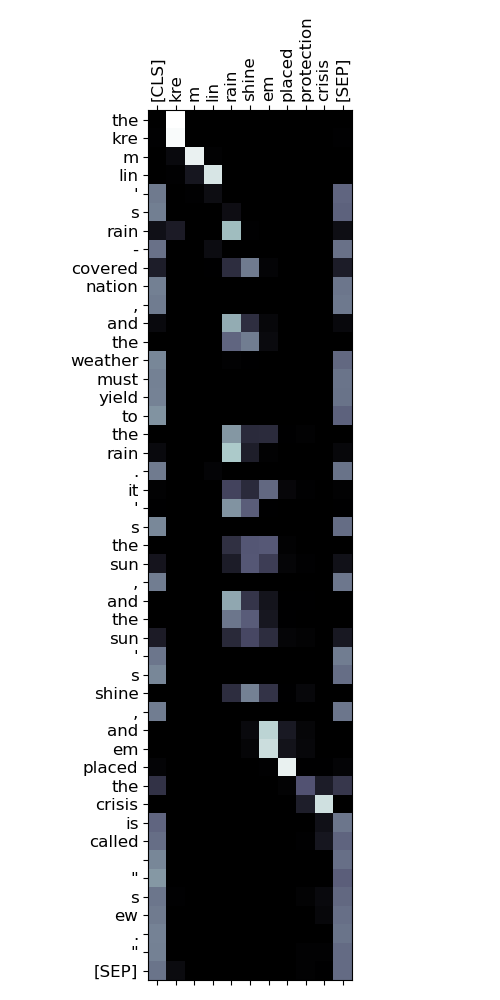 [CLS] kre m lin rain shine em placed protection crisis [SEP]
the
kre
m
lin
'
s
rain
-
covered
nation
,
and
the
weather
must
yield
to
the
rain
.
it
'
s
the
sun
,
and
the
sun
'
s
shine
,
and
em
placed
the
crisis
is
called
"
s
ew
.
"
[SEP]